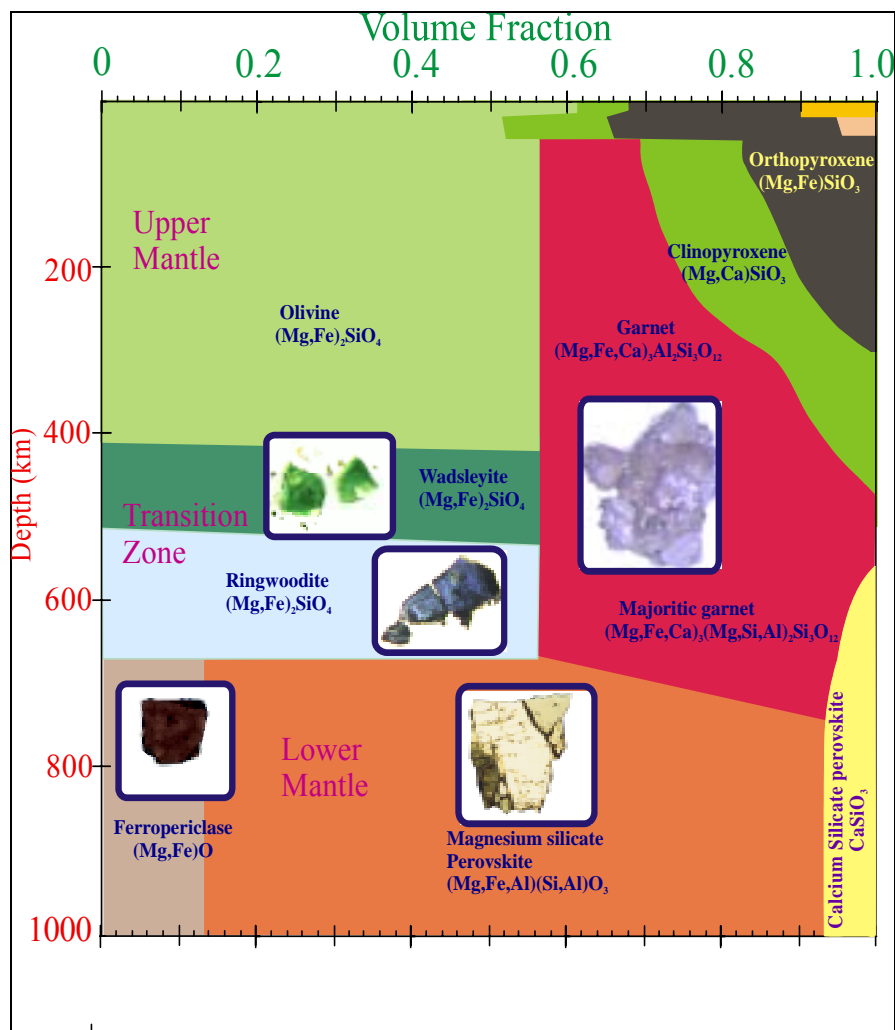 Volume Fraction
0 0.2 0.4 0.6 0.8 1.0
Orthopyroxene
(Mg,Fe)SiO₃
Upper
Mantle
Clinopyroxene
(Mg,Ca)SiO₃
200
Olivine
(Mg,Fe)₂SiO₄
Garnet
(Mg,Fe,Ca)₃Al₂Si₃O₁₂
400
Depth (km)
Wadsleyite
(Mg,Fe)₂SiO₄
Transition
Zone
Ringwoodite
(Mg,Fe)₂SiO₄
600
Majoritic garnet
(Mg,Fe,Ca)₃(Mg,Si,Al)₂Si₃O₁₂
Lower
Mantle
800
Ferropericlase
(Mg,Fe)O
Magnesium silicate
Perovskite
(Mg,Fe,Al)(Si,Al)O₃
Calcium Silicate perovskite
CaSiO₃
1000